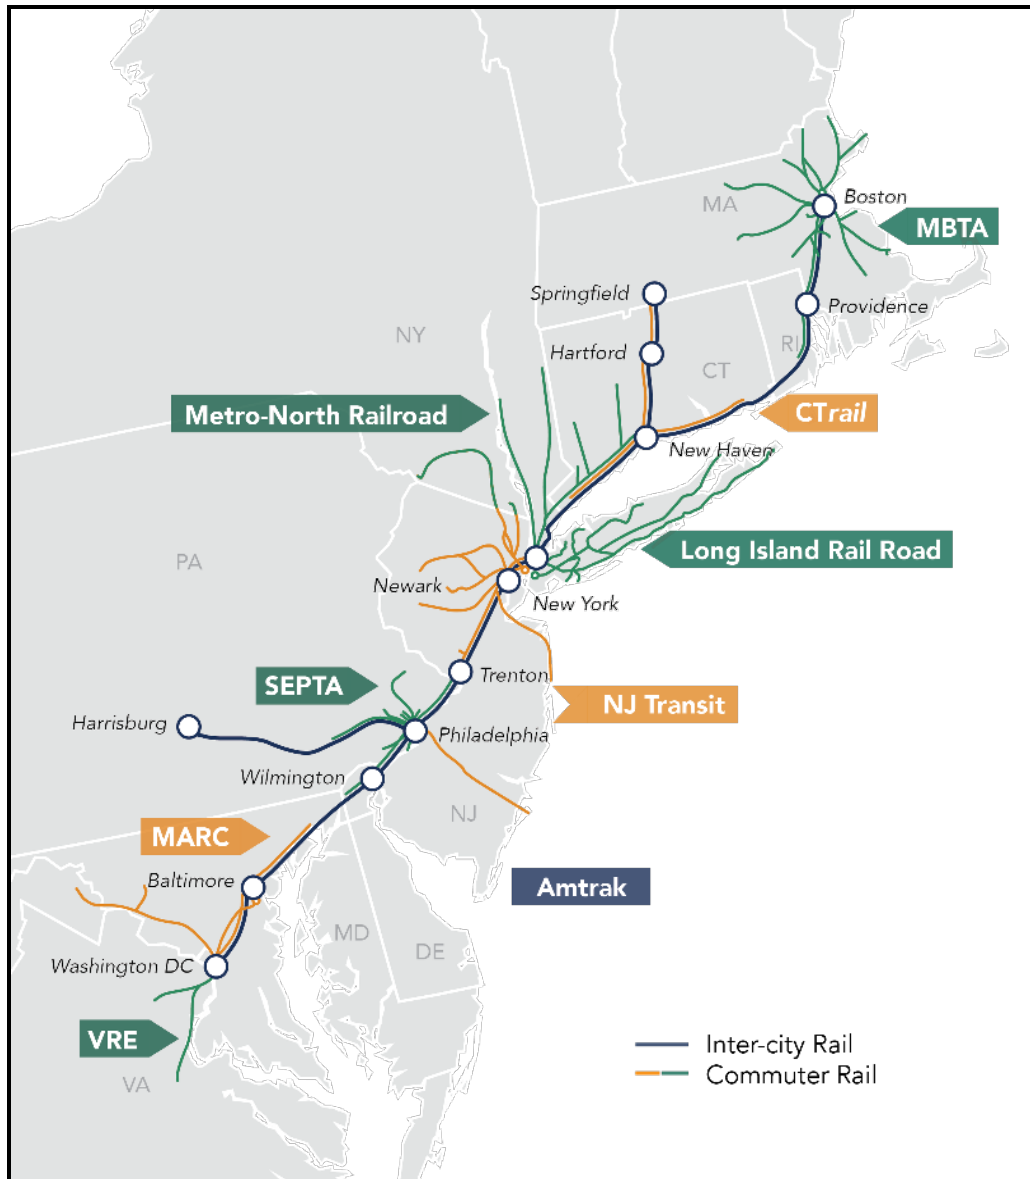 Boston
MA
MBTA
Springfield
Providence
NY
RI
Hartford
CT
Metro-North Railroad
CTrail
New Haven
Long Island Rail Road
PA
Newark
New York
SEPTA
Trenton
NJ Transit
Harrisburg
Philadelphia
Wilmington
NJ
MARC
Baltimore
Amtrak
MD
DE
Washington DC
VRE
VA
Inter-city Rail
Commuter Rail